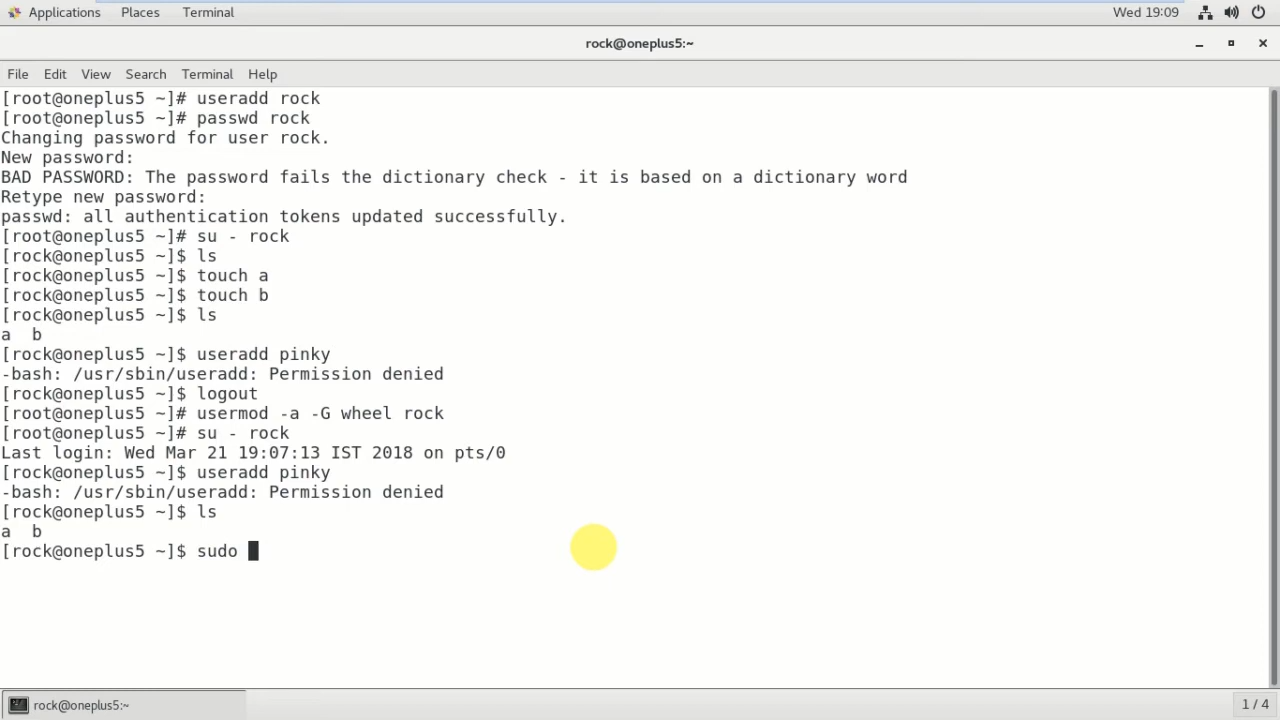 Applications Places Terminal Wed 19:09
rock@oneplus5:~
File Edit View Search Terminal Help
[root@oneplus5 ~]# useradd rock
[root@oneplus5 ~]# passwd rock
Changing password for user rock.
New password:
BAD PASSWORD: The password fails the dictionary check - it is based on a dictionary word
Retype new password:
passwd: all authentication tokens updated successfully.
[root@oneplus5 ~]# su - rock
[rock@oneplus5 ~]$ ls
[rock@oneplus5 ~]$ touch a
[rock@oneplus5 ~]$ touch b
[rock@oneplus5 ~]$ ls
a  b
[rock@oneplus5 ~]$ useradd pinky
-bash: /usr/sbin/useradd: Permission denied
[rock@oneplus5 ~]$ logout
[root@oneplus5 ~]# usermod -a -G wheel rock
[root@oneplus5 ~]# su - rock
Last login: Wed Mar 21 19:07:13 IST 2018 on pts/0
[rock@oneplus5 ~]$ useradd pinky
-bash: /usr/sbin/useradd: Permission denied
[rock@oneplus5 ~]$ ls
a  b
[rock@oneplus5 ~]$ sudo
rock@oneplus5:~ 1 / 4